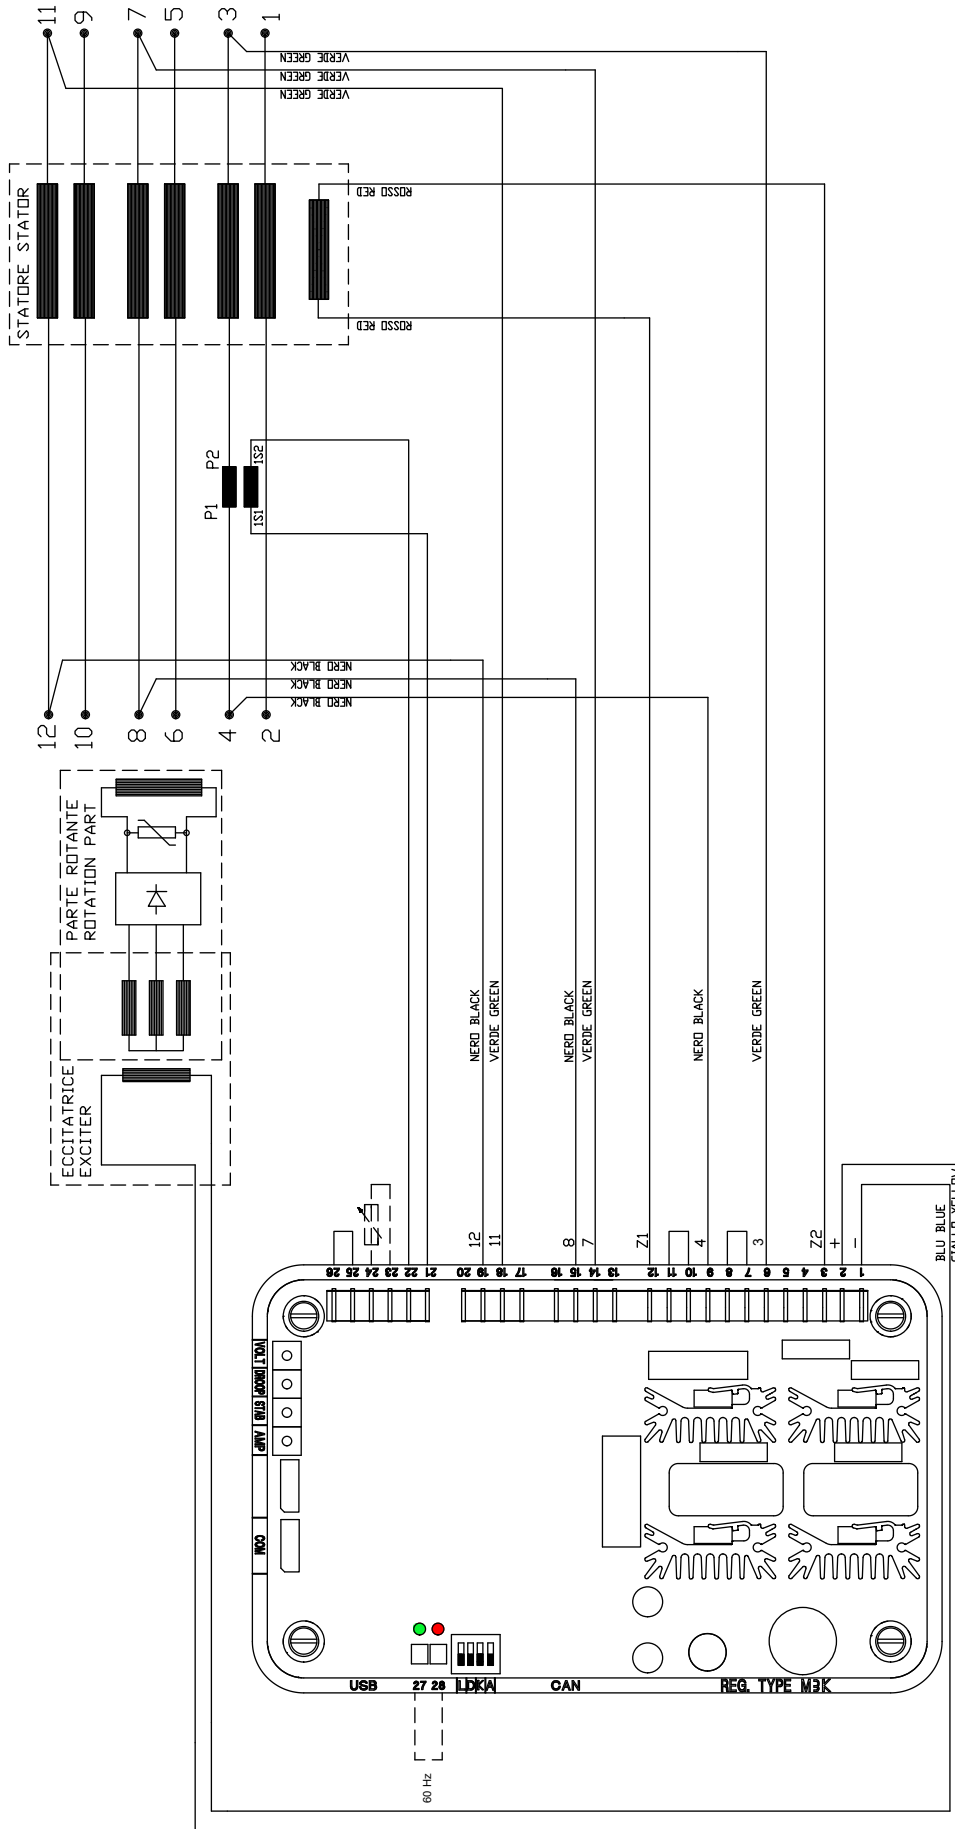 11
9
7
5
3
1
VERDE GREEN
VERDE GREEN
VERDE GREEN
STATORE STATOR
ROSSO RED
ROSSO RED
P1
P2
1S1
1S2
NERO BLACK
NERO BLACK
NERO BLACK
12
10
8
6
4
2
PARTE ROTANTE
ROTATION PART
ECCITATRICE
EXCITER
NERO BLACK
VERDE GREEN
NERO BLACK
VERDE GREEN
NERO BLACK
VERDE GREEN
12
11
8
7
Z1
4
3
Z2
+
-
BLU BLUE
GIALLO YELLOW
26 25 24 23 22 21 20 19 18 17 16 15 14 13 12 11 10 9 8 7 6 5 4 3 2 1
VOLT
DROOP
STAB
AMP
COM
USB
27 28
LDKA
CAN
REG. TYPE M3K
60 Hz